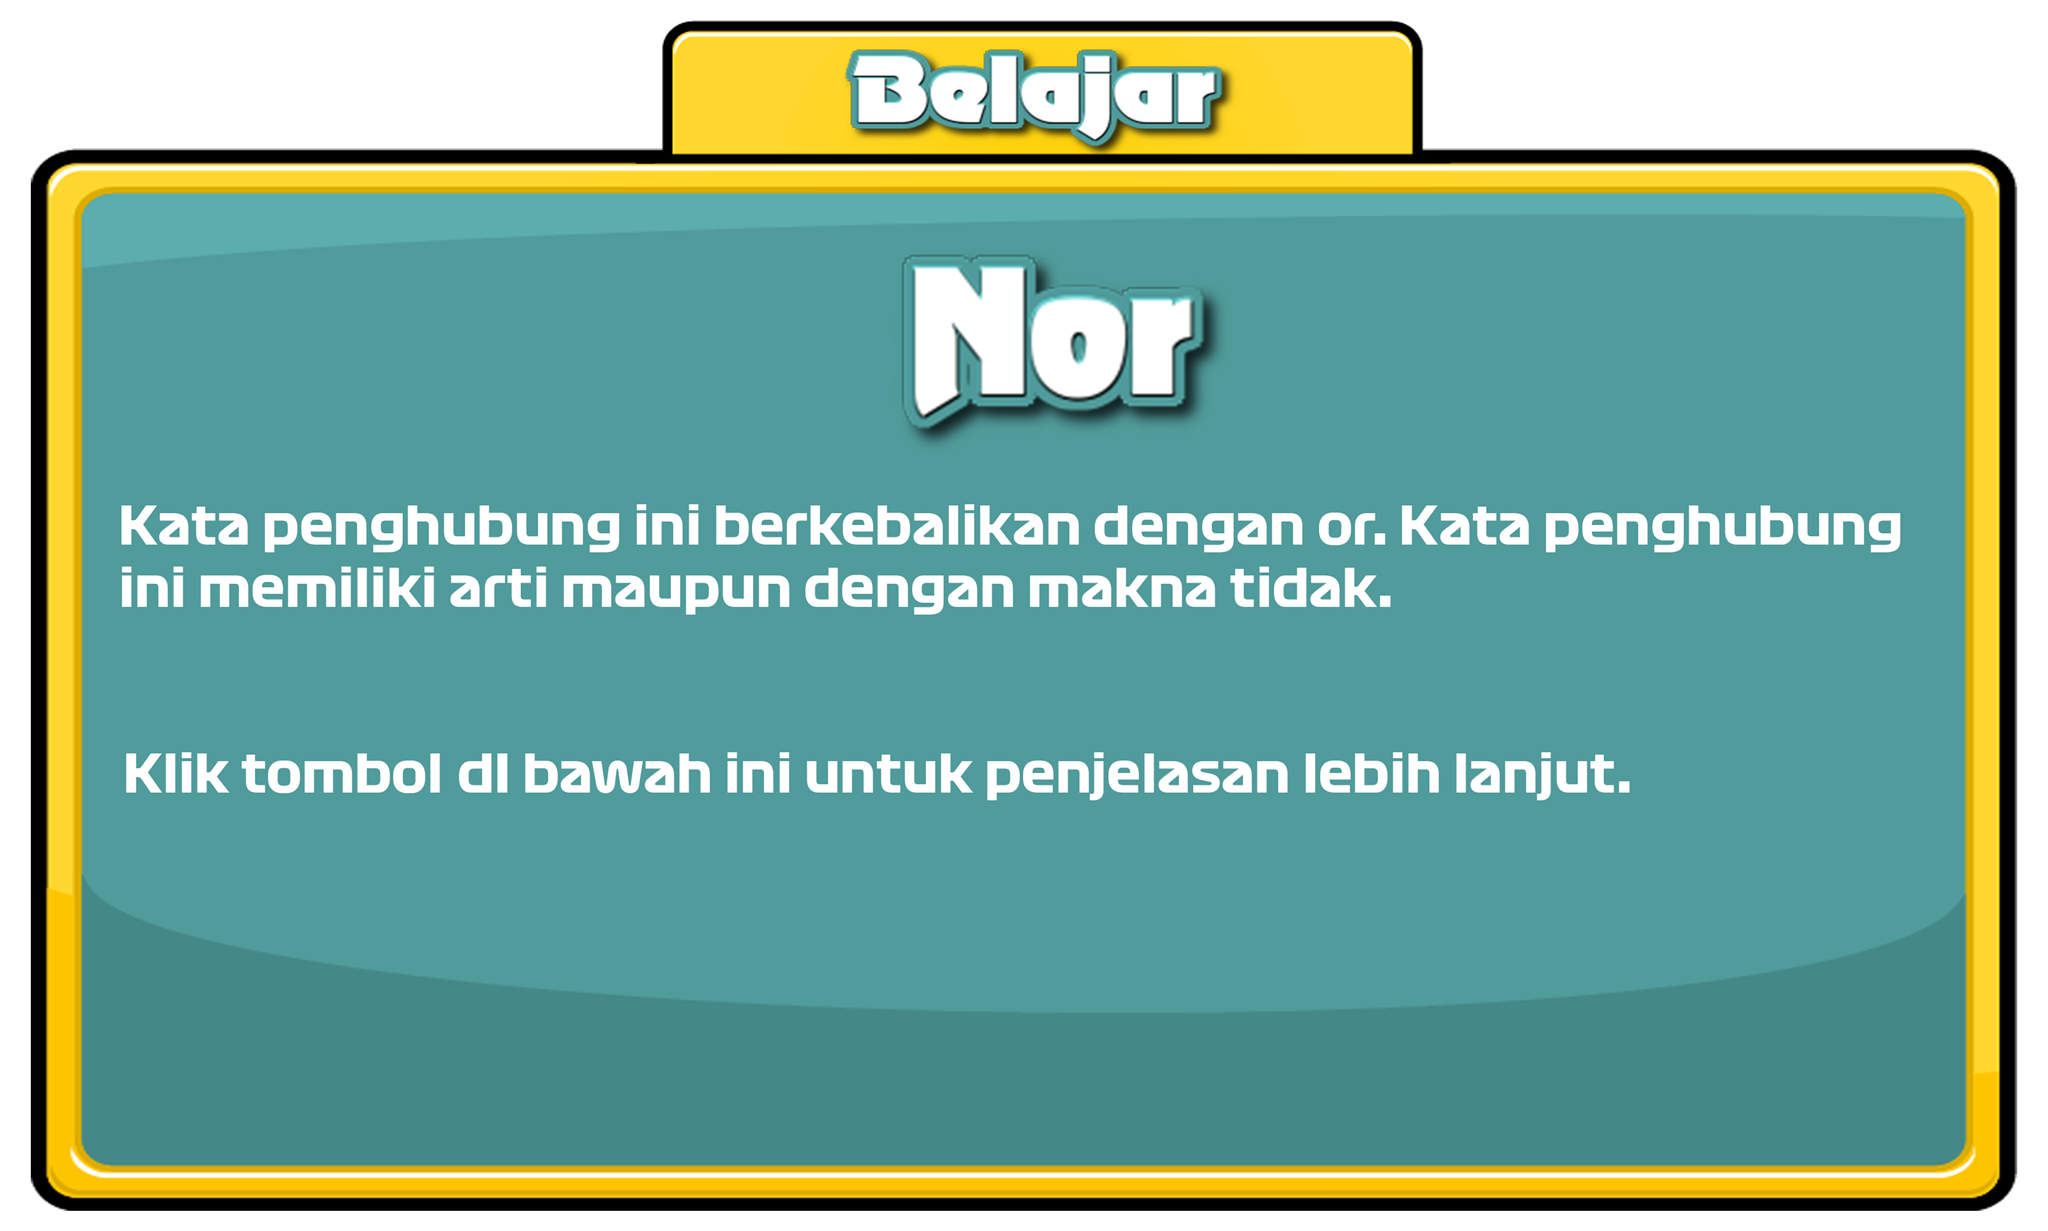 Belajar
Nor
Kata penghubung ini berkebalikan dengan or. Kata penghubung
ini memiliki arti maupun dengan makna tidak.
Klik tombol dI bawah ini untuk penjelasan lebih lanjut.